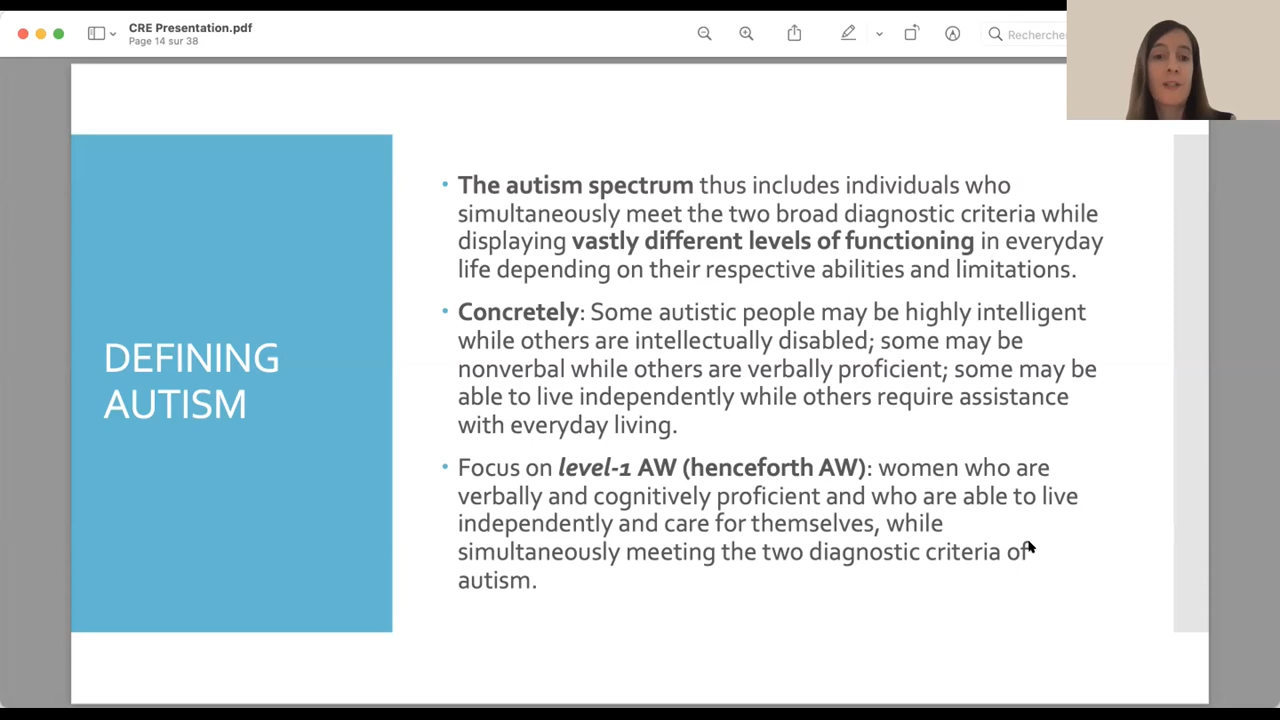 CRE Presentation.pdf
Page 14 sur 38
Rechercher
DEFINING
AUTISM
• The autism spectrum thus includes individuals who
simultaneously meet the two broad diagnostic criteria while
displaying vastly different levels of functioning in everyday
life depending on their respective abilities and limitations.
• Concretely: Some autistic people may be highly intelligent
while others are intellectually disabled; some may be
nonverbal while others are verbally proficient; some may be
able to live independently while others require assistance
with everyday living.
• Focus on level-1 AW (henceforth AW): women who are
verbally and cognitively proficient and who are able to live
independently and care for themselves, while
simultaneously meeting the two diagnostic criteria of
autism.